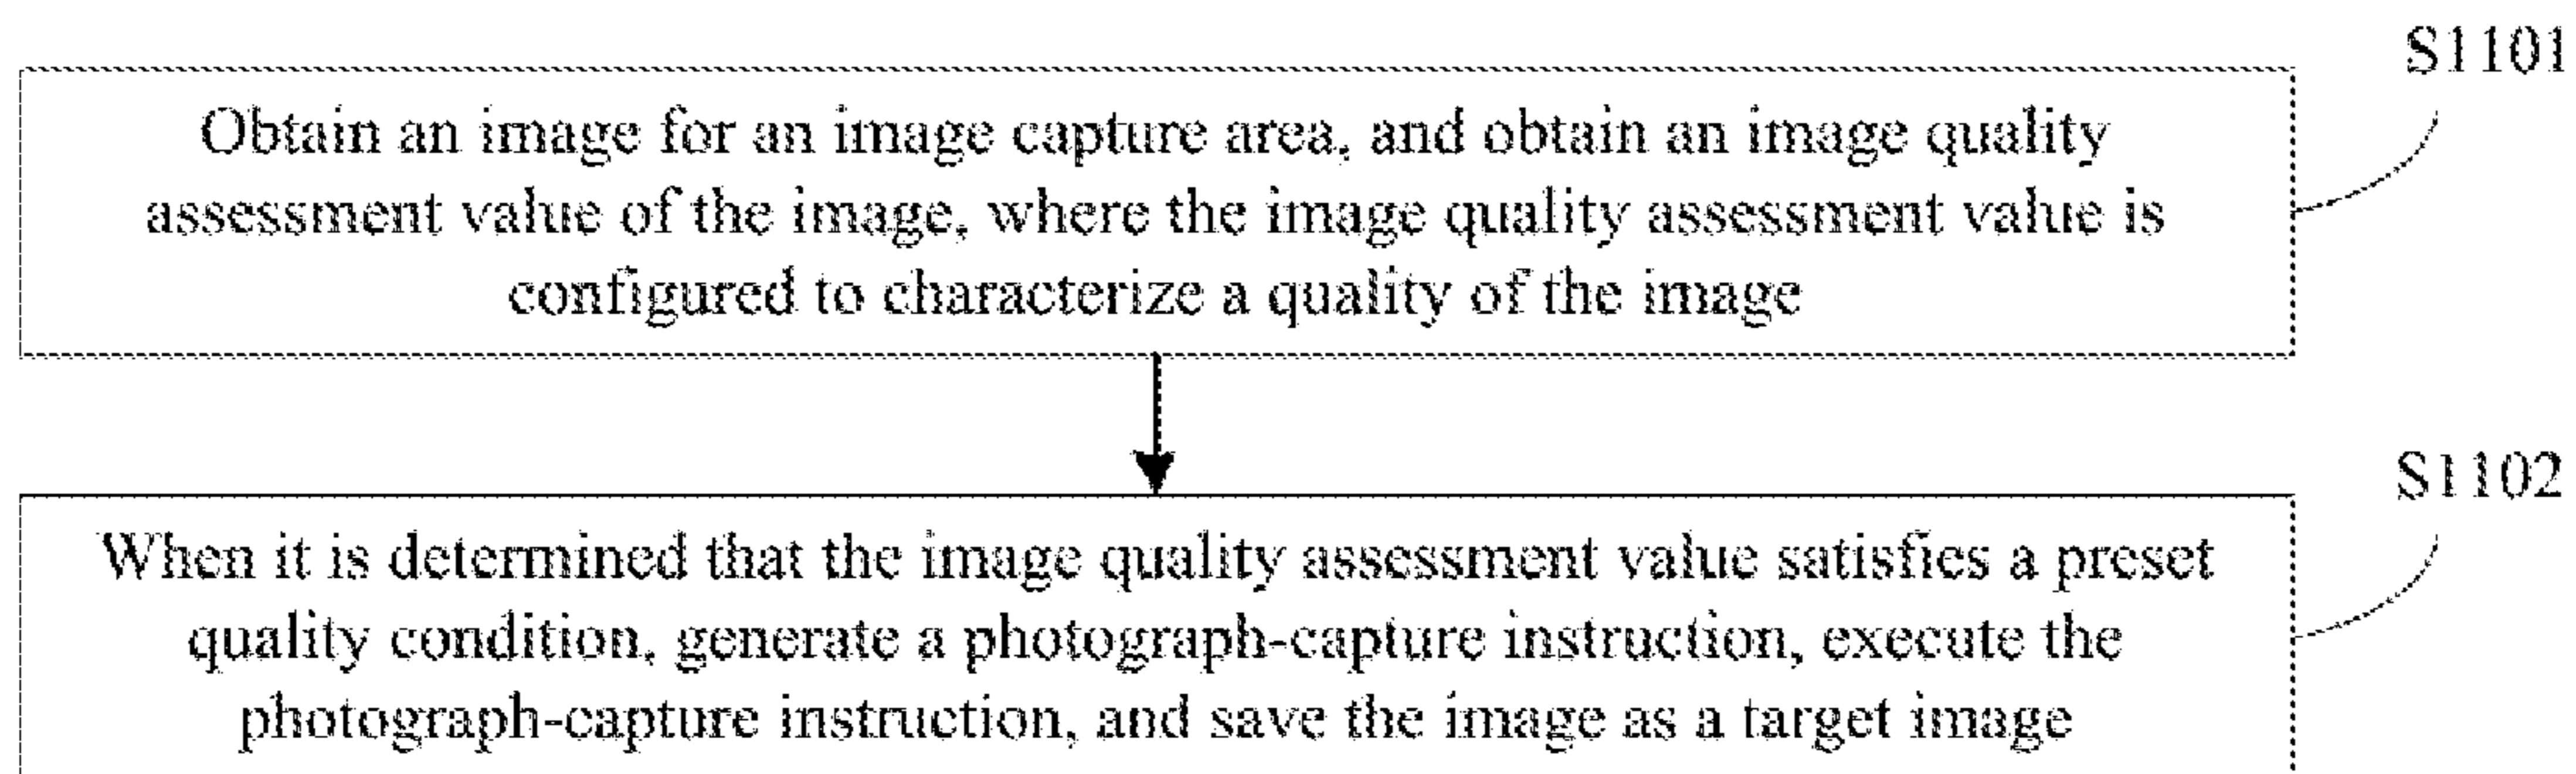 S1101
Obtain an image for an image capture area, and obtain an image quality
assessment value of the image, where the image quality assessment value is
configured to characterize a quality of the image
S1102
When it is determined that the image quality assessment value satisfies a preset
quality condition, generate a photograph-capture instruction, execute the
photograph-capture instruction, and save the image as a target image